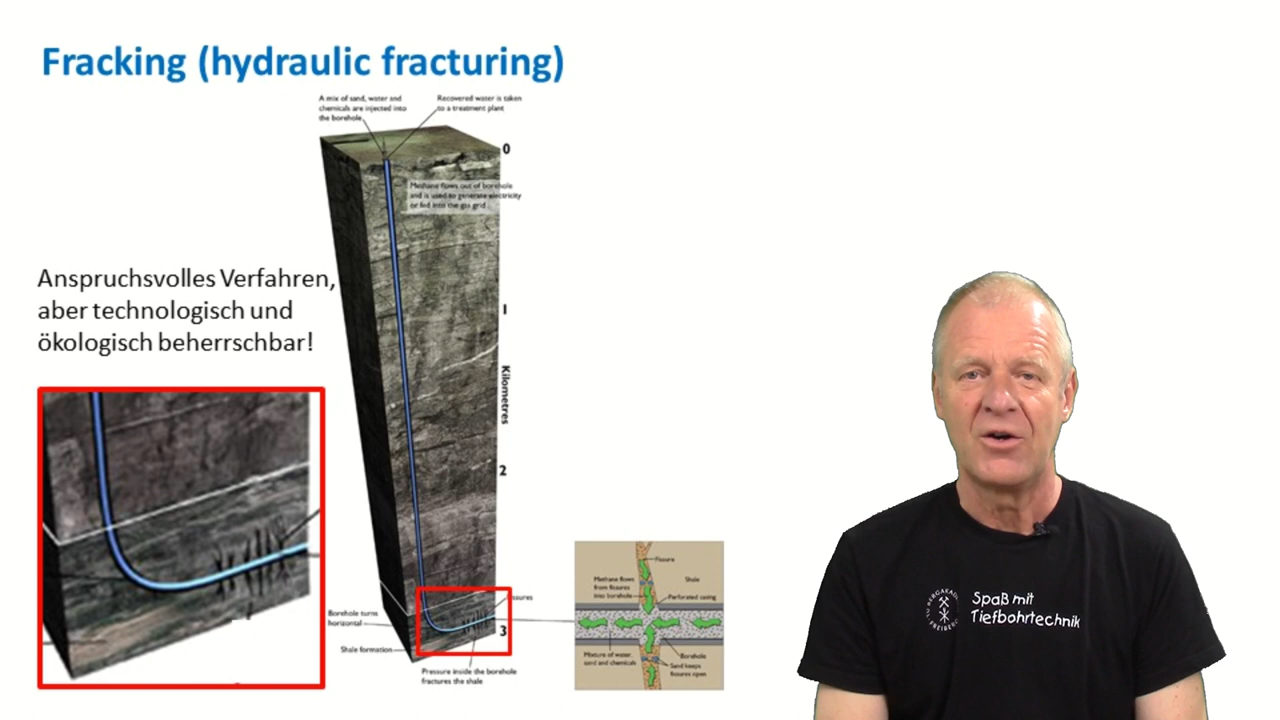 Fracking (hydraulic fracturing)
A mix of sand, water and
chemicals are injected into
the borehole.
Recovered water is taken
to a treatment plant
0
Methane flows out of borehole
and is used to generate electricity
or fed into the gas grid.
Anspruchsvolles Verfahren,
aber technologisch und
ökologisch beherrschbar!
1
Kilometres
2
Fissures
Borehole turns
horizontal
3
Shale formation
Pressure inside the borehole
fractures the shale
Fissure
Methane flows
from fissures
into borehole
Shale
Perforated casing
Mixture of water,
sand and chemicals
Borehole
Sand keeps
fissures open
TU BERGAKADEMIE
FREIBERG
Spaß mit
Tiefbohrtechnik